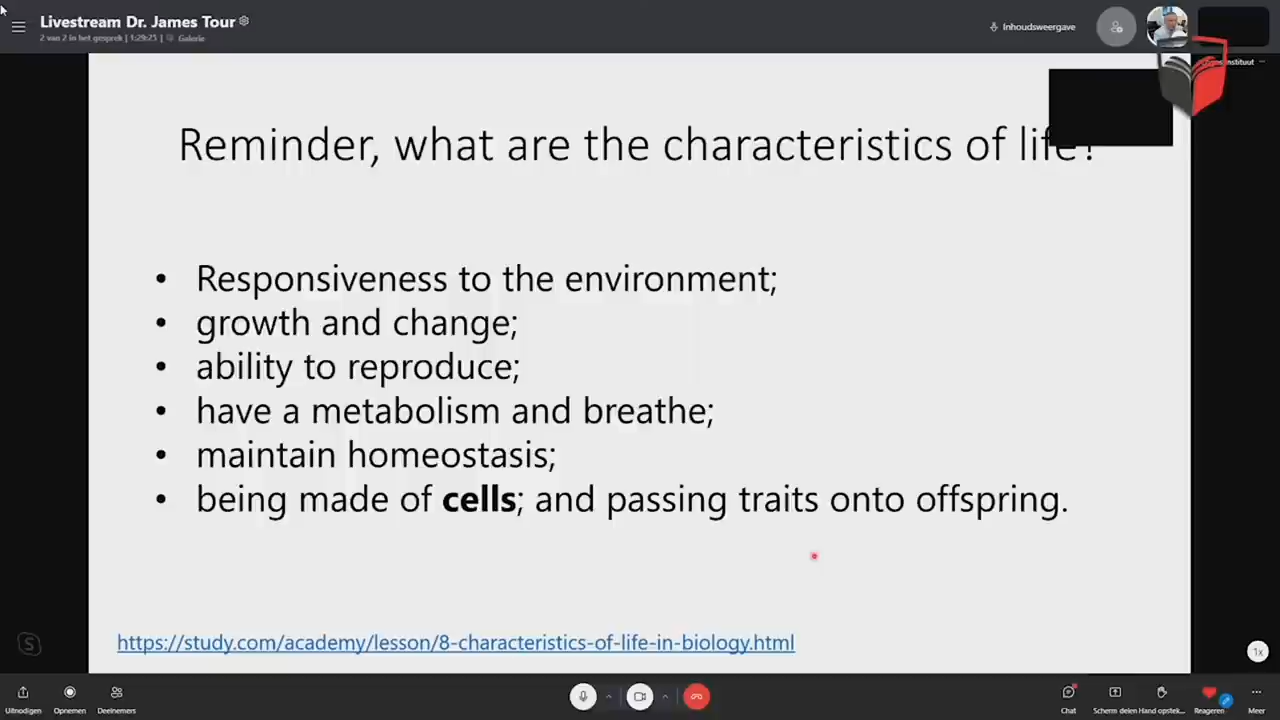 Livestream Dr. James Tour
2 van 2 in het gesprek | 1:29:25 | Galerie
Inhoudsweergave
Reminder, what are the characteristics of life?
• Responsiveness to the environment;
• growth and change;
• ability to reproduce;
• have a metabolism and breathe;
• maintain homeostasis;
• being made of cells; and passing traits onto offspring.
https://study.com/academy/lesson/8-characteristics-of-life-in-biology.html
1x
Uitnodigen
Opnemen
Deelnemers
Chat
Scherm delen
Hand opstek...
Reageren
Meer